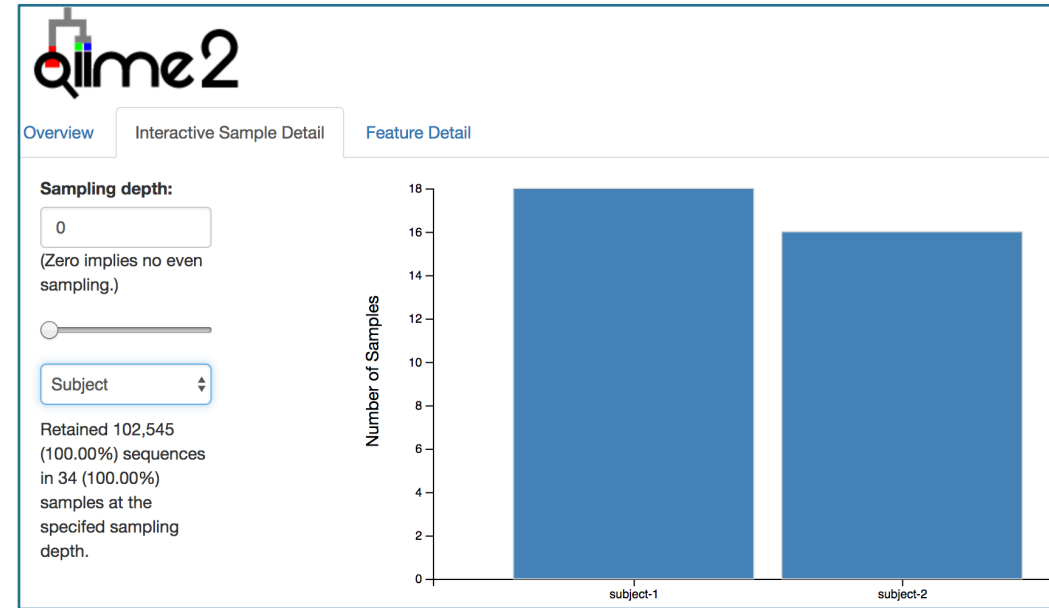 qiime2
Overview
Interactive Sample Detail
Feature Detail
Sampling depth:
0
(Zero implies no even
sampling.)
Subject
Retained 102,545
(100.00%) sequences
in 34 (100.00%)
samples at the
specifed sampling
depth.
Number of Samples
18
16
14
12
10
8
6
4
2
0
subject-1
subject-2